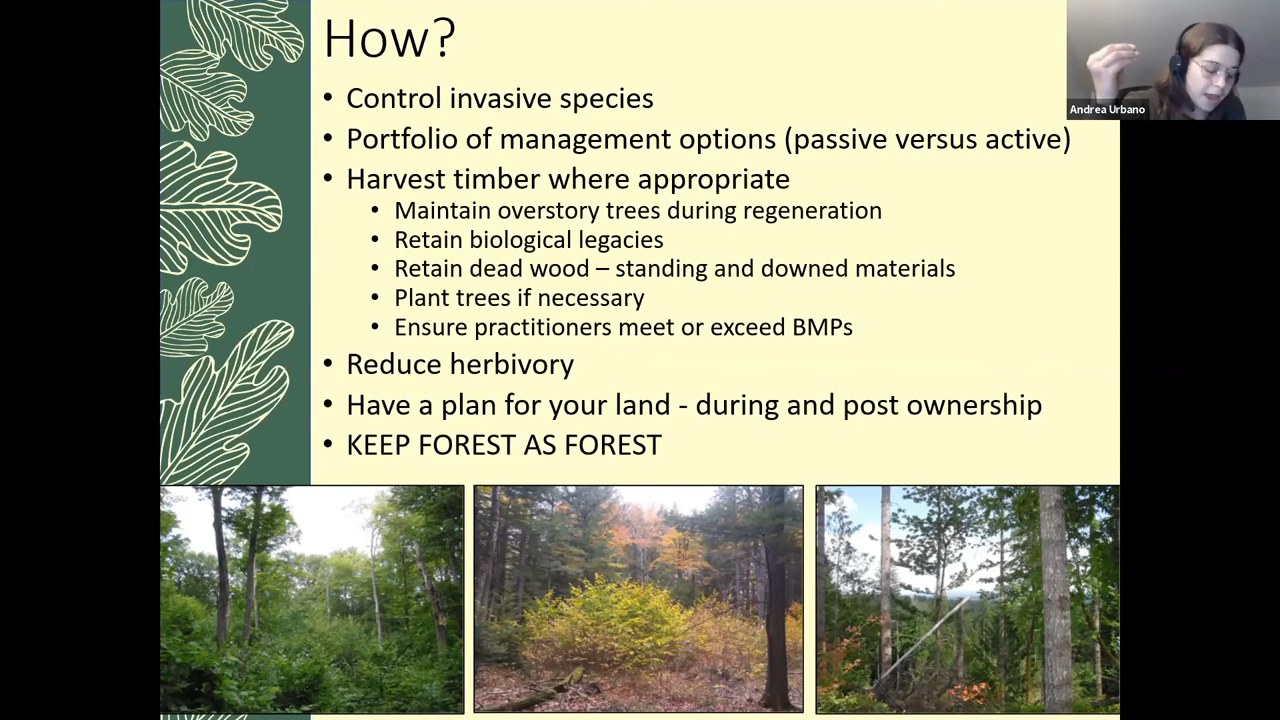 How?
Andrea Urbano
• Control invasive species
• Portfolio of management options (passive versus active)
• Harvest timber where appropriate
• Maintain overstory trees during regeneration
• Retain biological legacies
• Retain dead wood – standing and downed materials
• Plant trees if necessary
• Ensure practitioners meet or exceed BMPs
• Reduce herbivory
• Have a plan for your land - during and post ownership
• KEEP FOREST AS FOREST